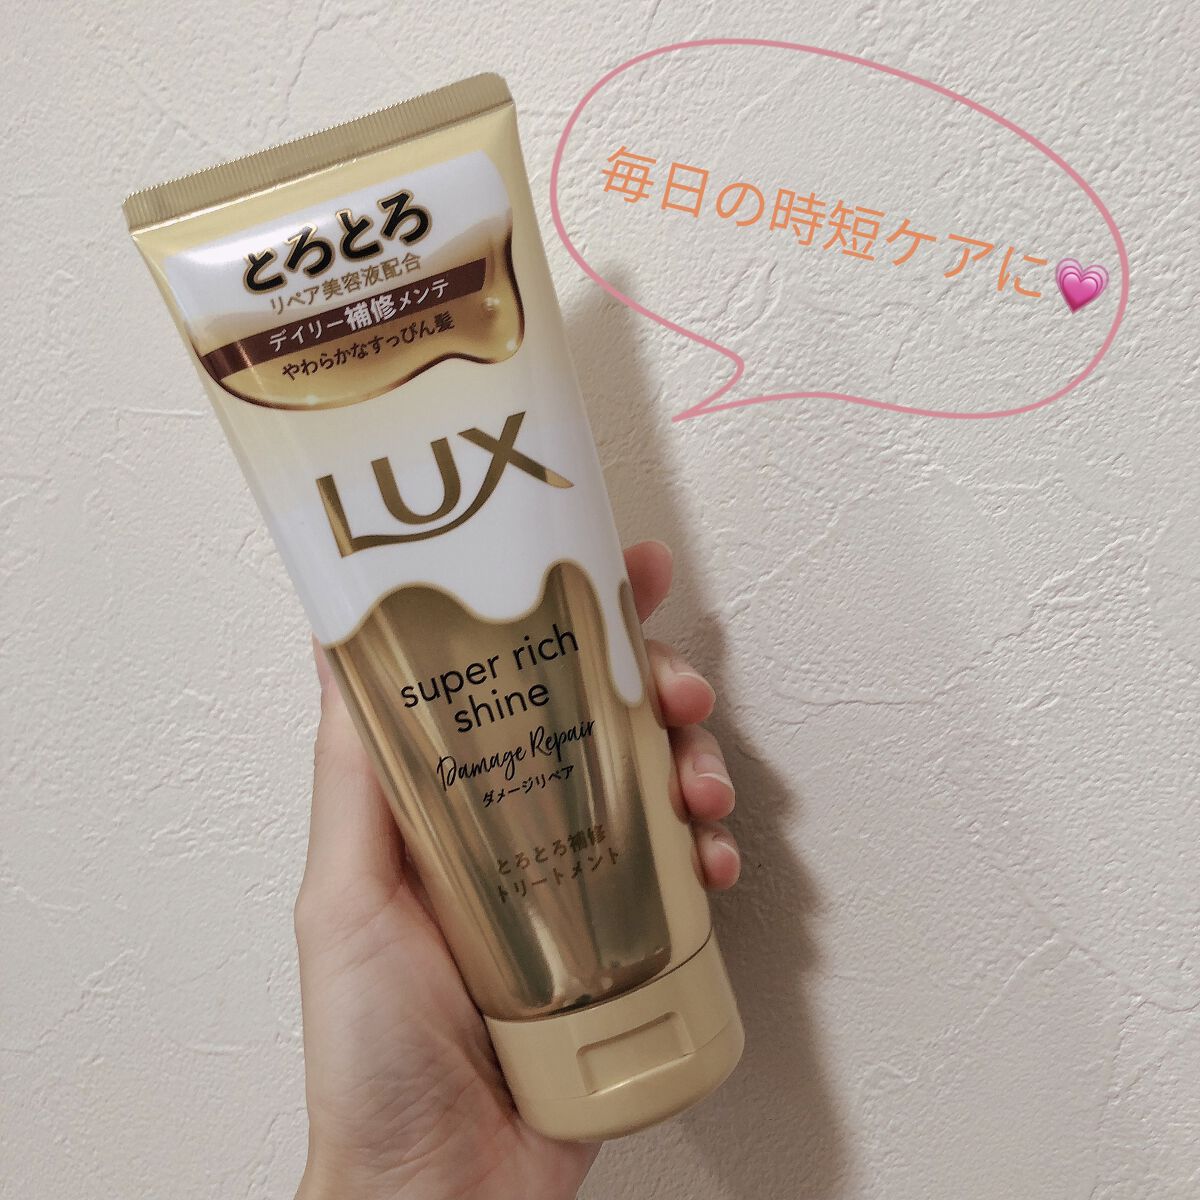 毎日の時短ケアに💗
とろとろ
リペア美容液配合
デイリー補修メンテ
やわらかなすっぴん髪
LUX
super rich
shine
Damage Repair
ダメージリペア
とろとろ補修
トリートメント